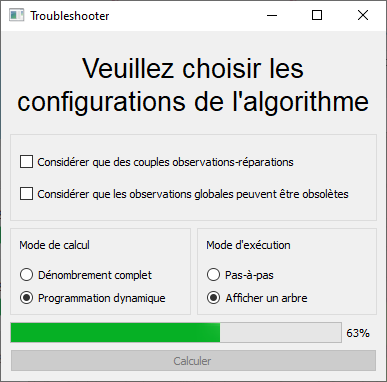 Troubleshooter
Veuillez choisir les
configurations de l'algorithme
Considérer que des couples observations-réparations
Considérer que les observations globales peuvent être obsolètes
Mode de calcul
Dénombrement complet
Programmation dynamique
Mode d'exécution
Pas-à-pas
Afficher un arbre
63%
Calculer